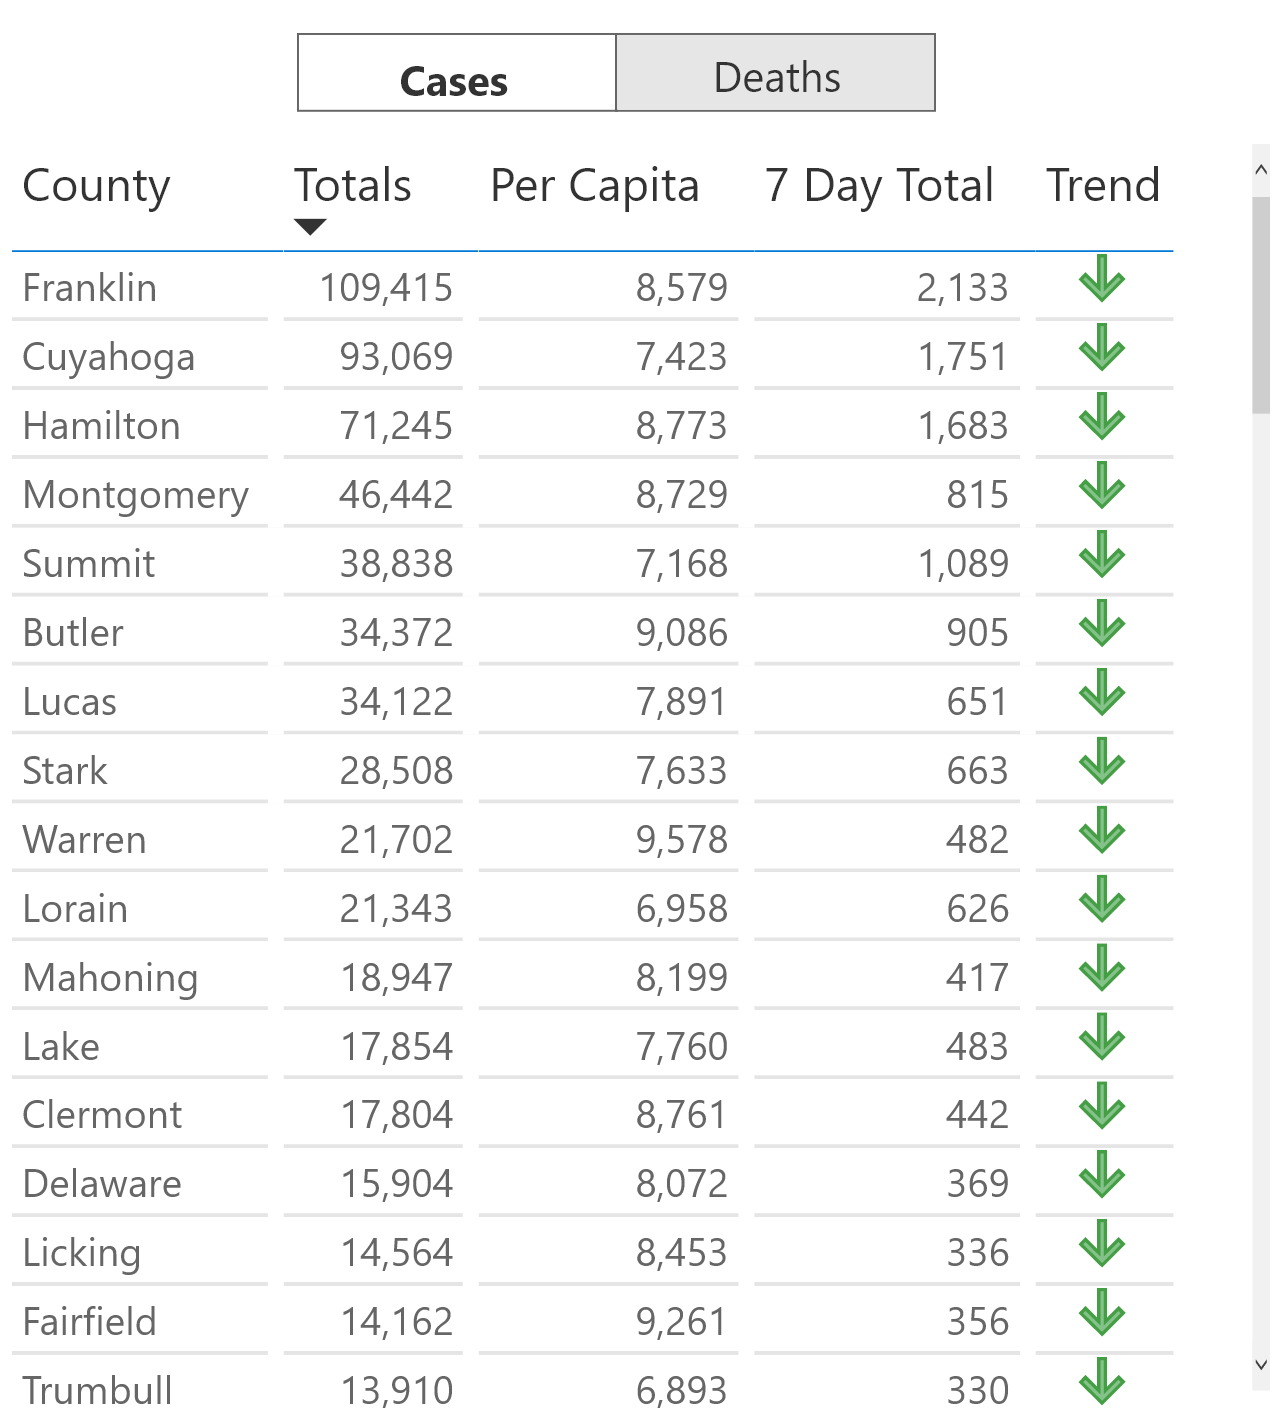 Cases Deaths
County Totals Per Capita 7 Day Total Trend
Franklin 109,415 8,579 2,133
Cuyahoga 93,069 7,423 1,751
Hamilton 71,245 8,773 1,683
Montgomery 46,442 8,729 815
Summit 38,838 7,168 1,089
Butler 34,372 9,086 905
Lucas 34,122 7,891 651
Stark 28,508 7,633 663
Warren 21,702 9,578 482
Lorain 21,343 6,958 626
Mahoning 18,947 8,199 417
Lake 17,854 7,760 483
Clermont 17,804 8,761 442
Delaware 15,904 8,072 369
Licking 14,564 8,453 336
Fairfield 14,162 9,261 356
Trumbull 13,910 6,893 330